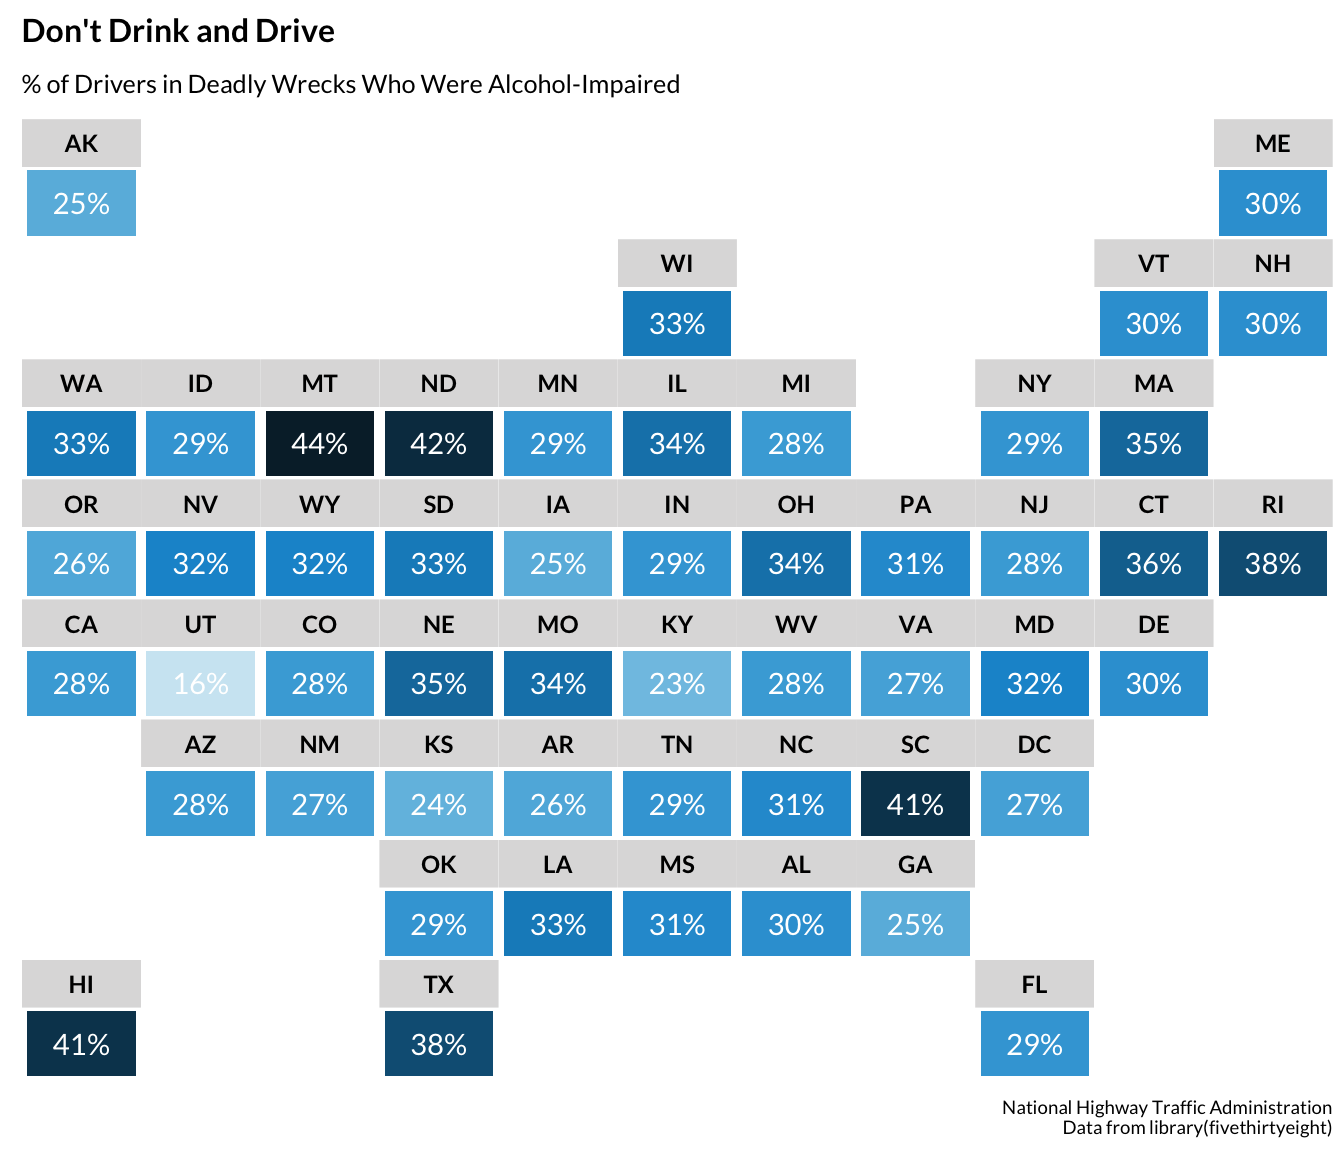 Don't Drink and Drive
% of Drivers in Deadly Wrecks Who Were Alcohol-Impaired
AK ME
25% 30%
WI VT NH
33% 30% 30%
WA ID MT ND MN IL MI NY MA
33% 29% 44% 42% 29% 34% 28% 29% 35%
OR NV WY SD IA IN OH PA NJ CT RI
26% 32% 32% 33% 25% 29% 34% 31% 28% 36% 38%
CA UT CO NE MO KY WV VA MD DE
28% 16% 28% 35% 34% 23% 28% 27% 32% 30%
AZ NM KS AR TN NC SC DC
28% 27% 24% 26% 29% 31% 41% 27%
OK LA MS AL GA
29% 33% 31% 30% 25%
HI TX FL
41% 38% 29%
National Highway Traffic Administration
Data from library(fivethirtyeight)